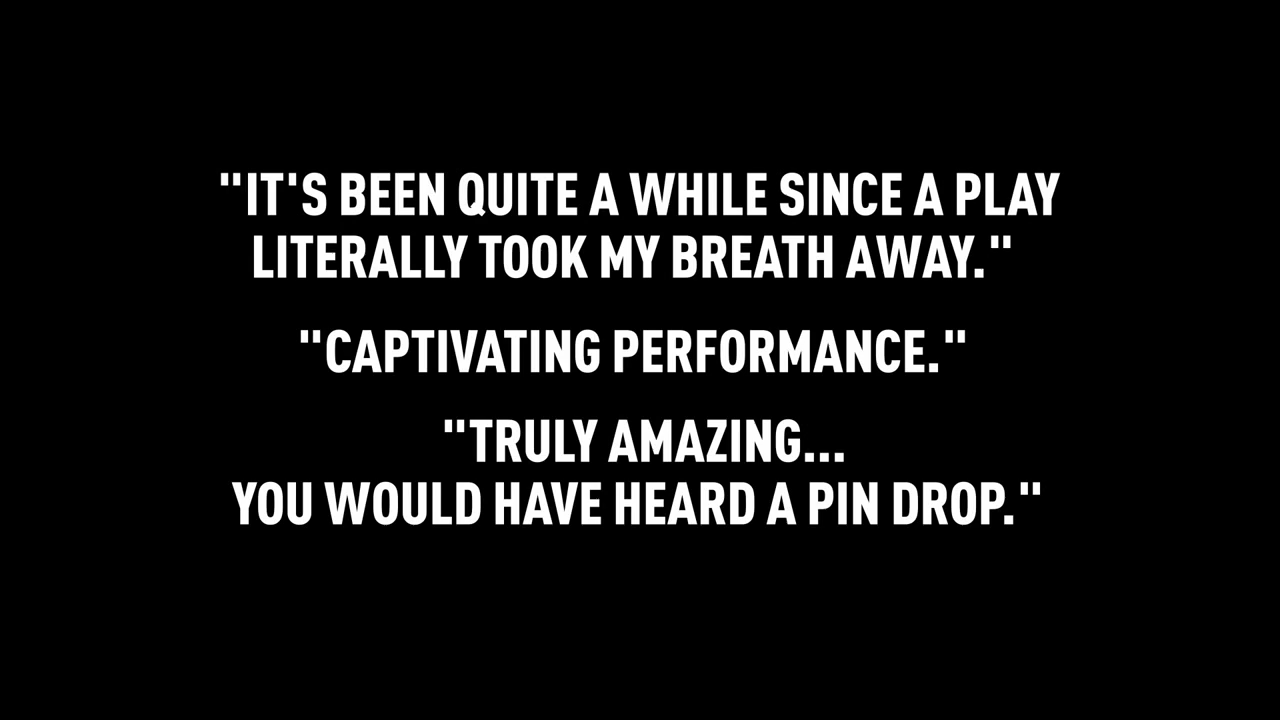 "IT'S BEEN QUITE A WHILE SINCE A PLAY
LITERALLY TOOK MY BREATH AWAY."
"CAPTIVATING PERFORMANCE."
"TRULY AMAZING...
YOU WOULD HAVE HEARD A PIN DROP."